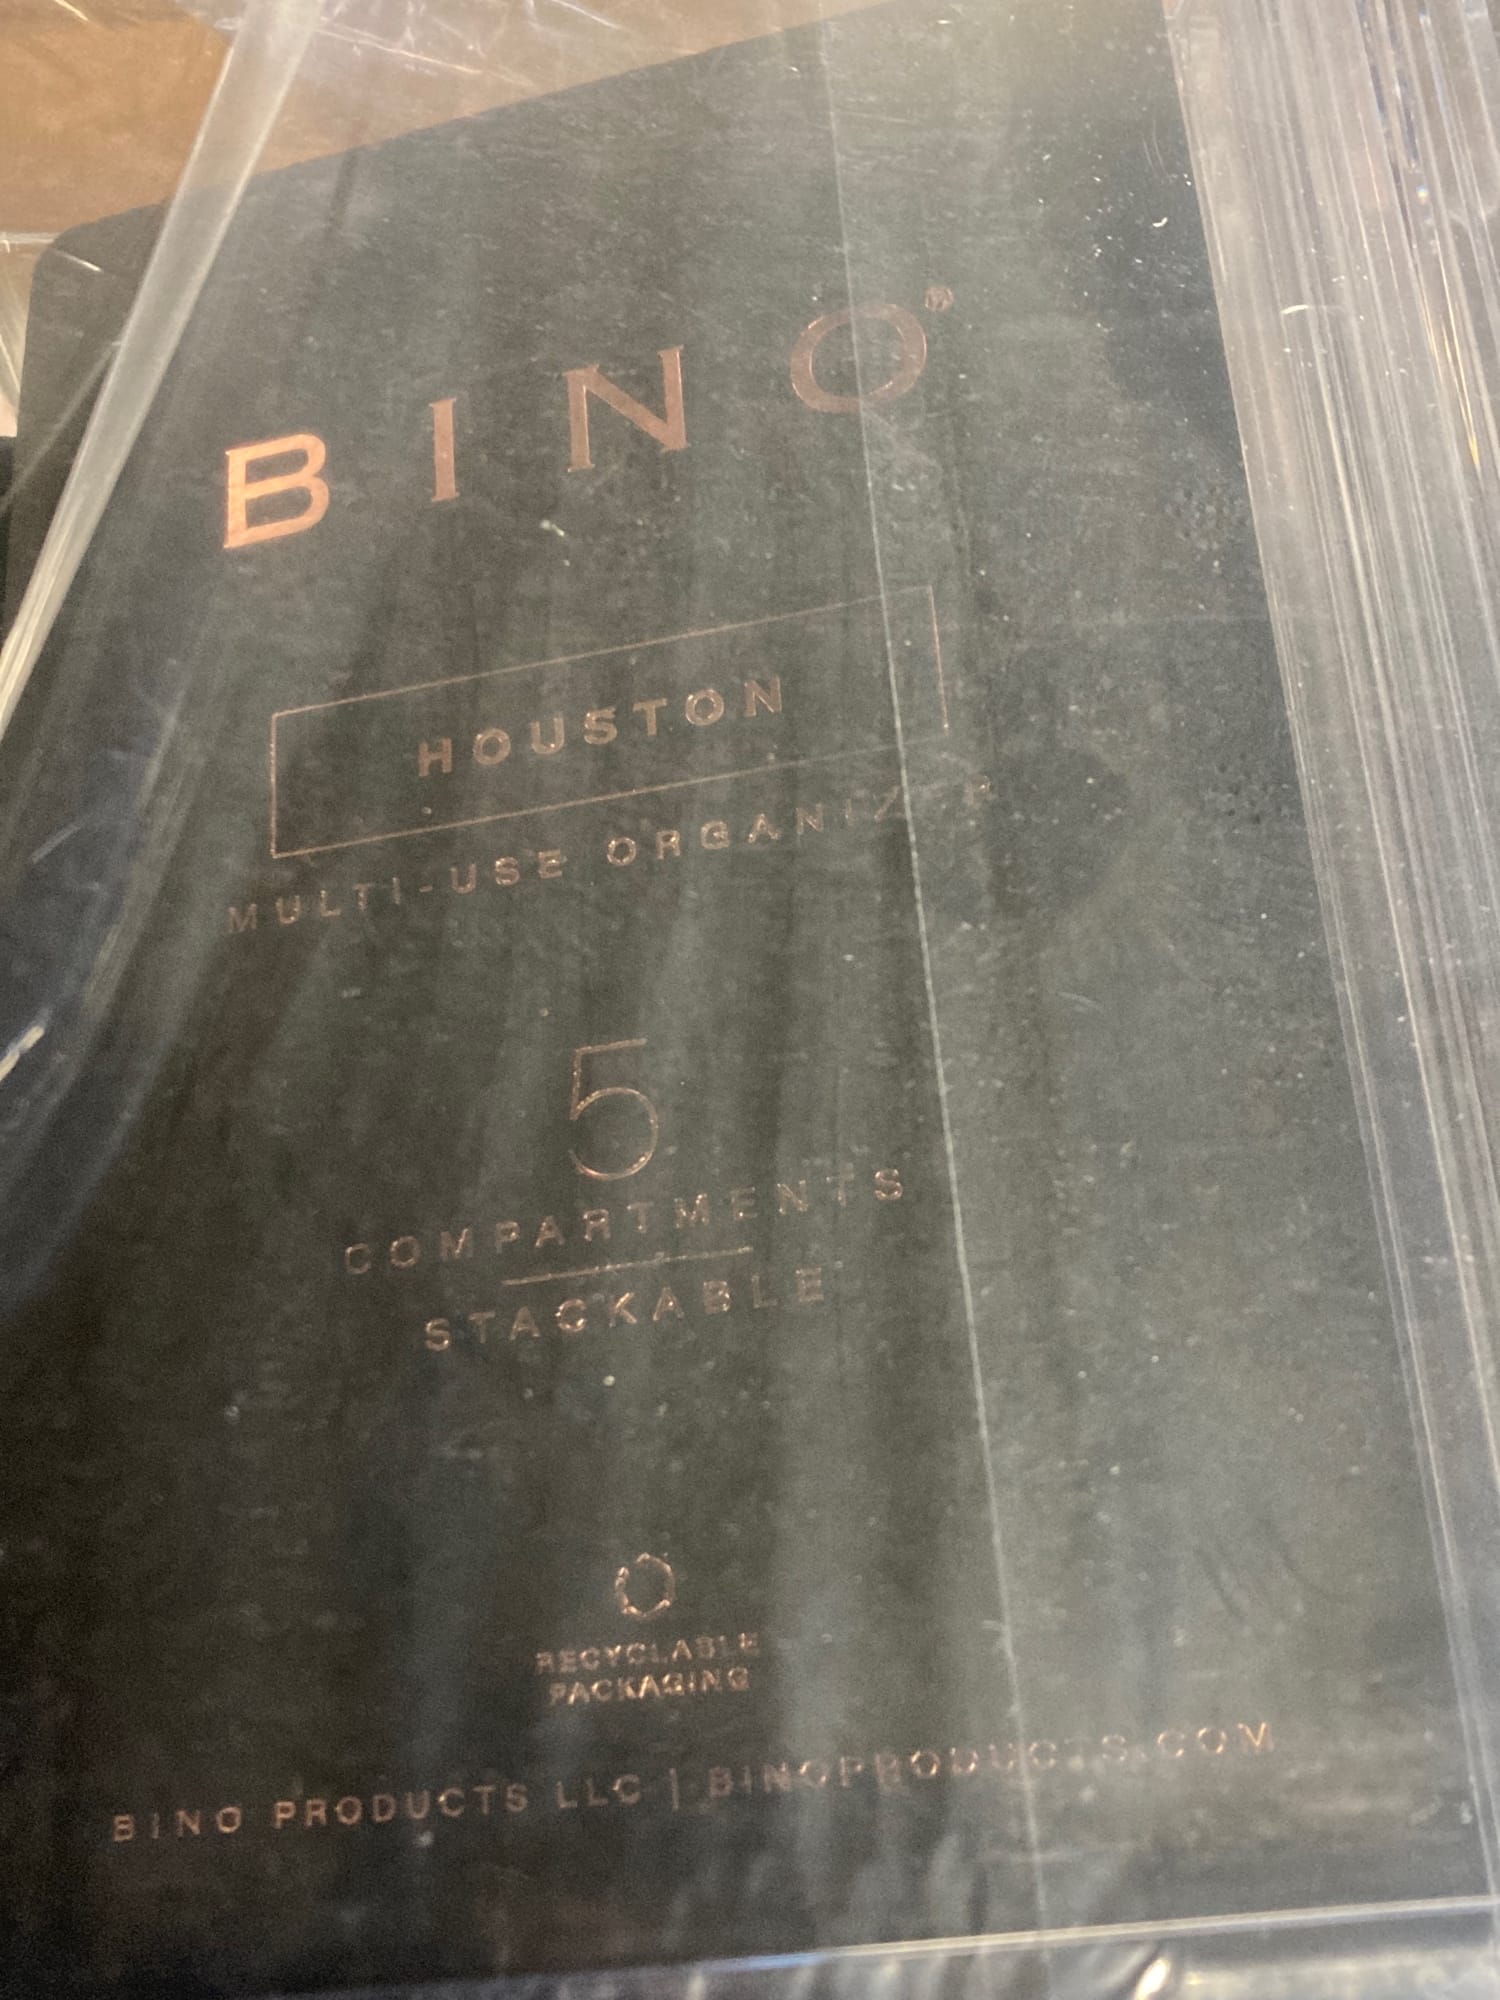 BINO®
HOUSTON
MULTI-USE ORGANIZER
5
COMPARTMENTS
STACKABLE
RECYCLABLE
PACKAGING
BINO PRODUCTS LLC | BINOPRODUCTS.COM